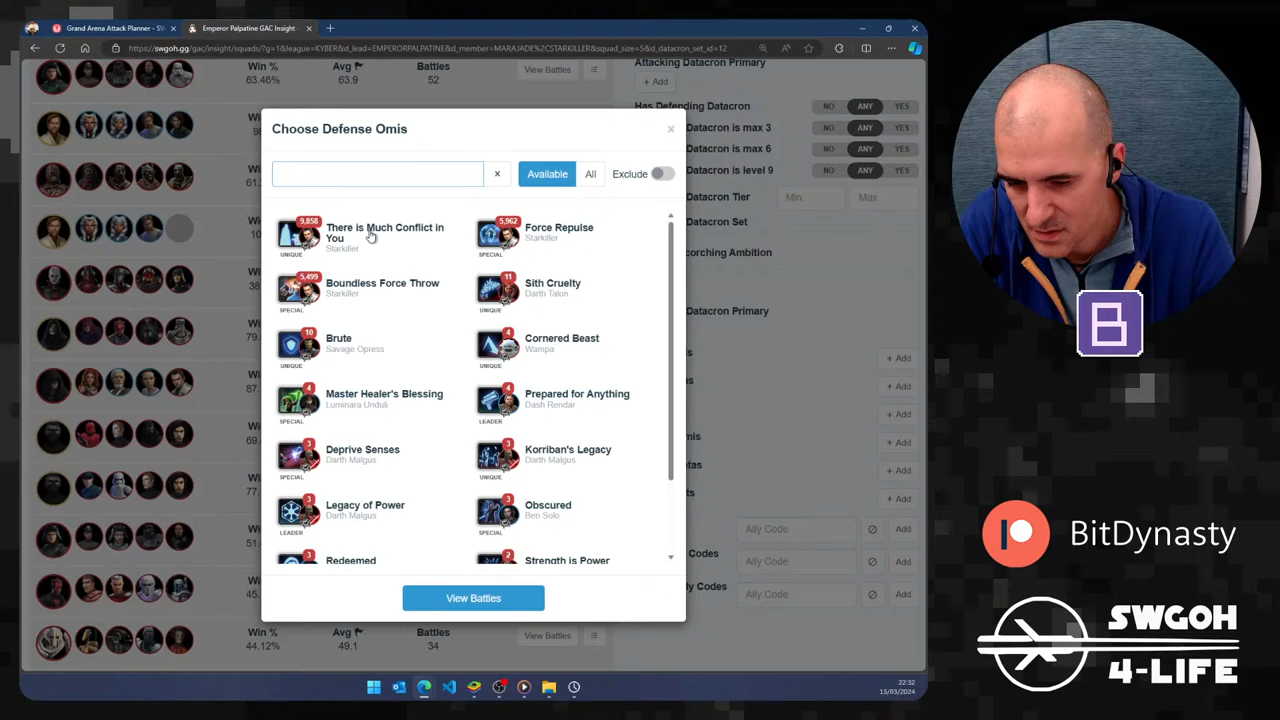 Grand Arena Attack Planner - SW
Emperor Palpatine GAC Insight
https://swgoh.gg/gac/insight/squads/?g=1&league=KYBER&d_lead=EMPERORPALPATINE&d_member=MARAJADE%2CSTARKILLER&squad_size=5&d_datacron_set_id=12
Win % Avg Battles
63.46% 63.9 52 View Battles
Attacking Datacron Primary
+ Add
Has Defending Datacron NO ANY YES
Datacron is max 3 NO ANY YES
Datacron is max 6 NO ANY YES
Datacron is level 9 NO ANY YES
Datacron Tier Min Max
Datacron Set
Datacron Primary
+ Add
+ Add
+ Add
+ Add
+ Add
+ Add
Ally Code Add
Codes Ally Code Add
Ally Code Add
Choose Defense Omis ×
× Available All Exclude
9,858 There is Much Conflict in
You
Starkiller
UNIQUE
5,962 Force Repulse
Starkiller
SPECIAL
5,499 Boundless Force Throw
Starkiller
SPECIAL
11 Sith Cruelty
Darth Talon
UNIQUE
10 Brute
Savage Opress
UNIQUE
4 Cornered Beast
Wampa
UNIQUE
4 Master Healer's Blessing
Luminara Unduli
SPECIAL
4 Prepared for Anything
Dash Rendar
LEADER
3 Deprive Senses
Darth Malgus
SPECIAL
3 Korriban's Legacy
Darth Malgus
UNIQUE
3 Legacy of Power
Darth Malgus
LEADER
3 Obscured
Ben Solo
SPECIAL
3 Redeemed
2 Strength is Power
View Battles
Win % Avg Battles
44.12% 49.1 34 View Battles
22:32
15/03/2024
B
BitDynasty
SWGOH
4-LIFE